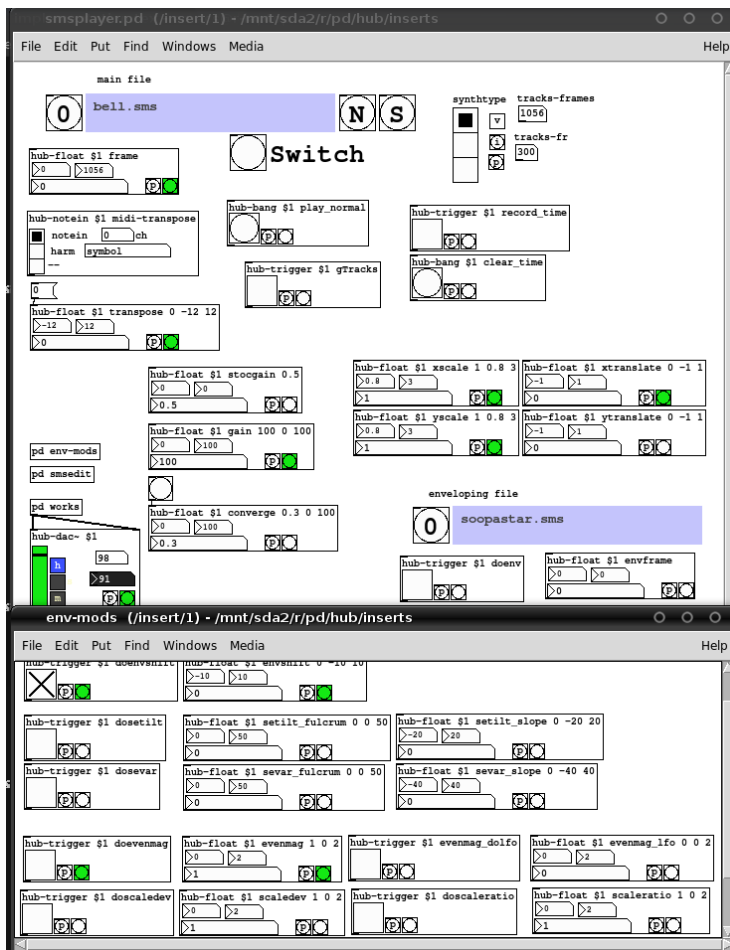 smsplayer.pd (/insert/1) - /mnt/sda2/r/pd/hub/inserts
File Edit Put Find Windows Media Help
main file
O bell.sms N S
synthtype tracks-frames
v 1056
i tracks-fr
p 300
Switch
hub-float $1 frame
0 1056
0 p
hub-notein $1 midi-transpose
notein 0 ch
harm symbol
--
hub-bang $1 play_normal
p
hub-trigger $1 record_time
p
hub-bang $1 clear_time
p
hub-trigger $1 gTracks
p
0
hub-float $1 transpose 0 -12 12
-12 12
0 p
hub-float $1 stocgain 0.5
0 0
0.5 p
hub-float $1 xscale 1 0.8 3
0.8 3
1 p
hub-float $1 xtranslate 0 -1 1
-1 1
0 p
hub-float $1 gain 100 0 100
0 100
100 p
hub-float $1 yscale 1 0.8 3
0.8 3
1 p
hub-float $1 ytranslate 0 -1 1
-1 1
0 p
pd env-mods
pd smsedit
pd works
hub-float $1 converge 0.3 0 100
0 100
0.3 p
enveloping file
O soopastar.sms
hub-dac~ $1
h 98
91
m p
hub-trigger $1 doenv
p
hub-float $1 envframe
0 0
0 p
env-mods (/insert/1) - /mnt/sda2/r/pd/hub/inserts
File Edit Put Find Windows Media Help
hub-trigger $1 doenvshift
p
hub-float $1 envshift 0 -10 10
-10 10
0 p
hub-trigger $1 dosetilt
p
hub-float $1 setilt_fulcrum 0 0 50
0 50
0 p
hub-float $1 setilt_slope 0 -20 20
-20 20
0 p
hub-trigger $1 dosevar
p
hub-float $1 sevar_fulcrum 0 0 50
0 50
0 p
hub-float $1 sevar_slope 0 -40 40
-40 40
0 p
hub-trigger $1 doevenmag
p
hub-float $1 evenmag 1 0 2
0 2
1 p
hub-trigger $1 evenmag_dolfo
p
hub-float $1 evenmag_lfo 0 0 2
0 2
0 p
hub-trigger $1 doscaledev
p
hub-float $1 scaledev 1 0 2
0 2
1 p
hub-trigger $1 doscaleratio
p
hub-float $1 scaleratio 1 0 2
0 2
1 p